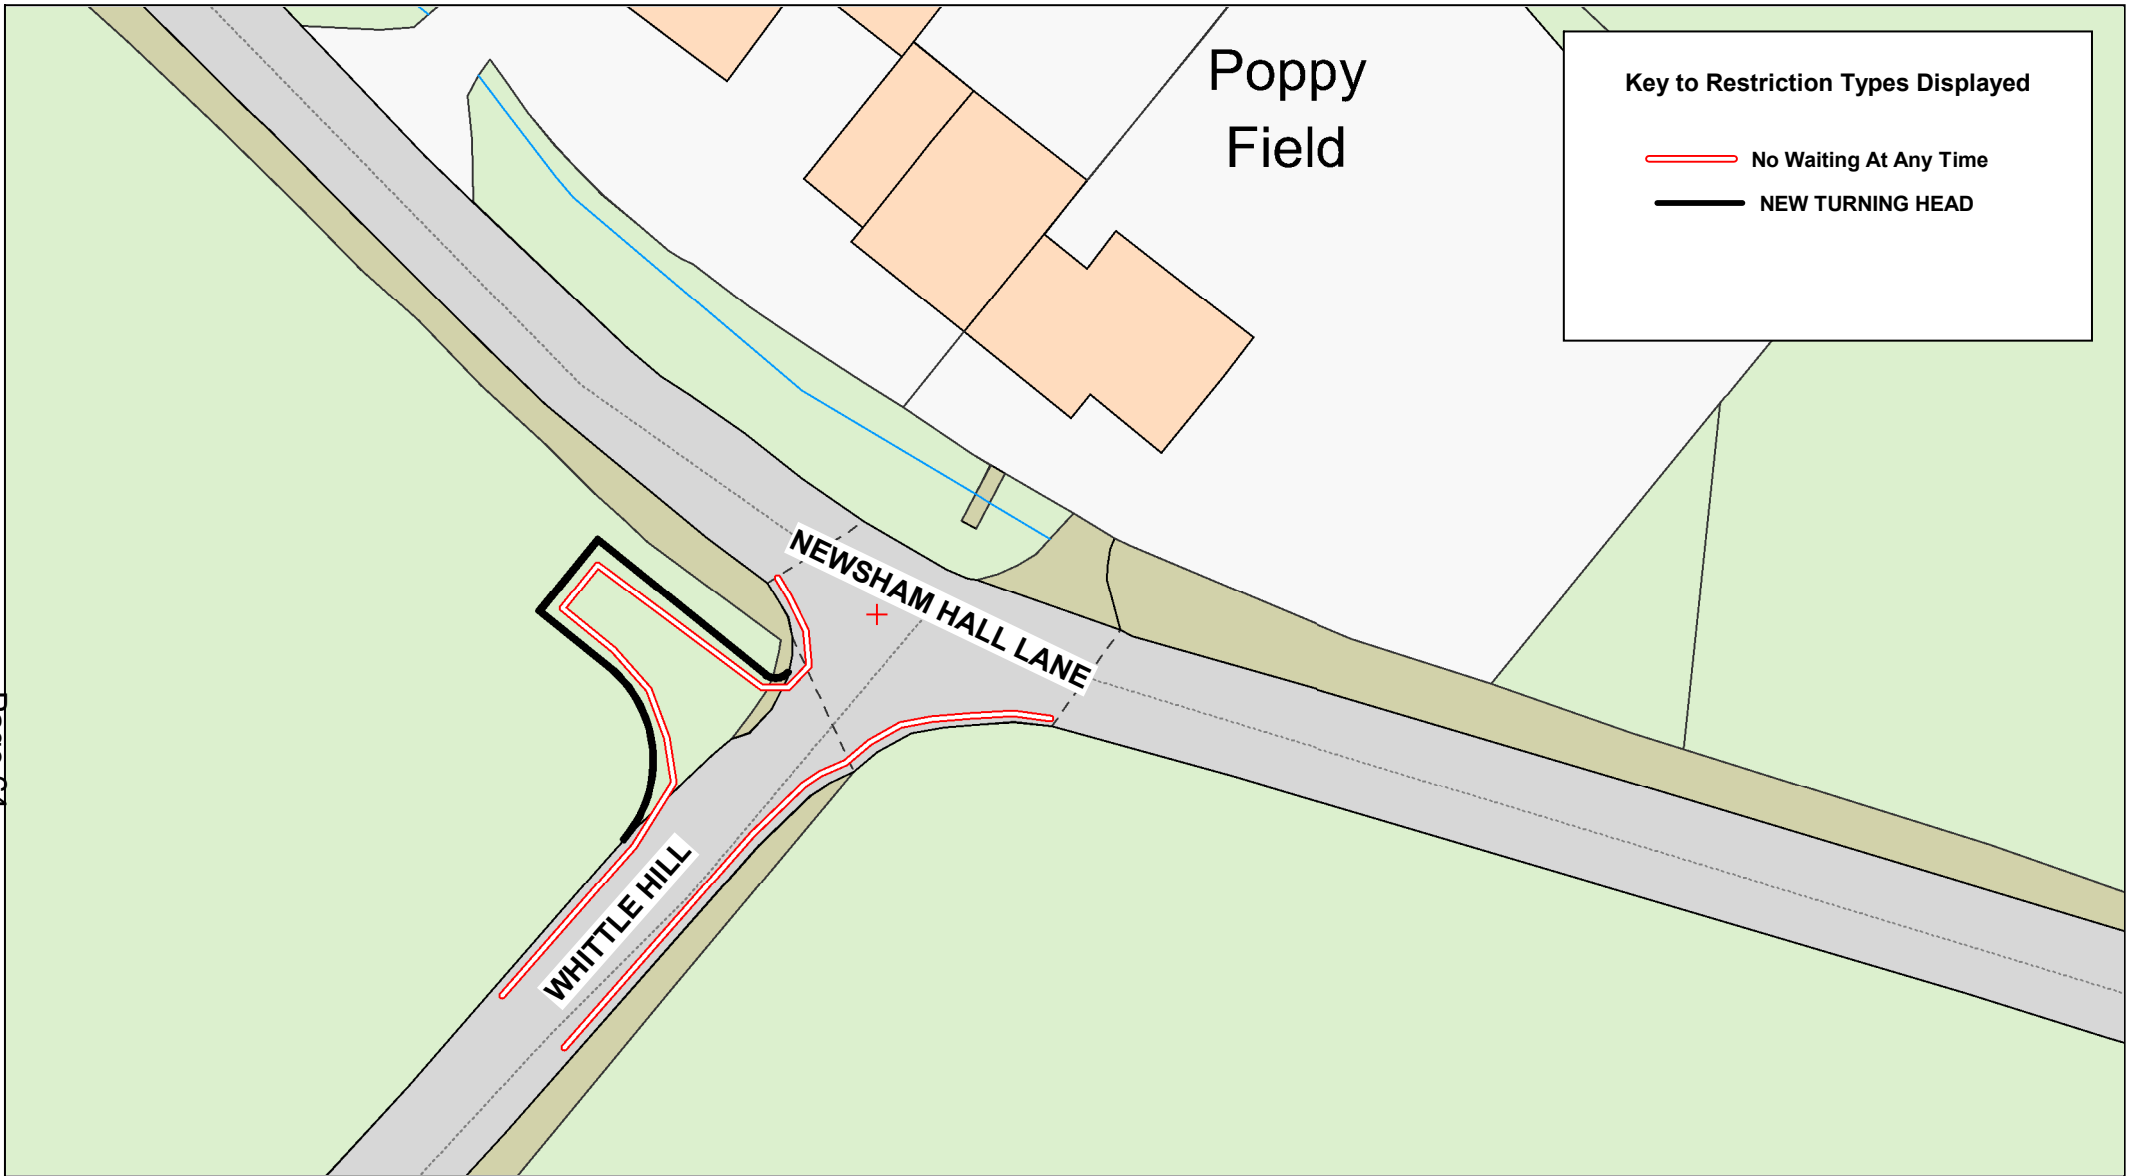 Poppy
Field
Key to Restriction Types Displayed
No Waiting At Any Time
NEW TURNING HEAD
NEWSHAM HALL LANE
WHITTLE HILL